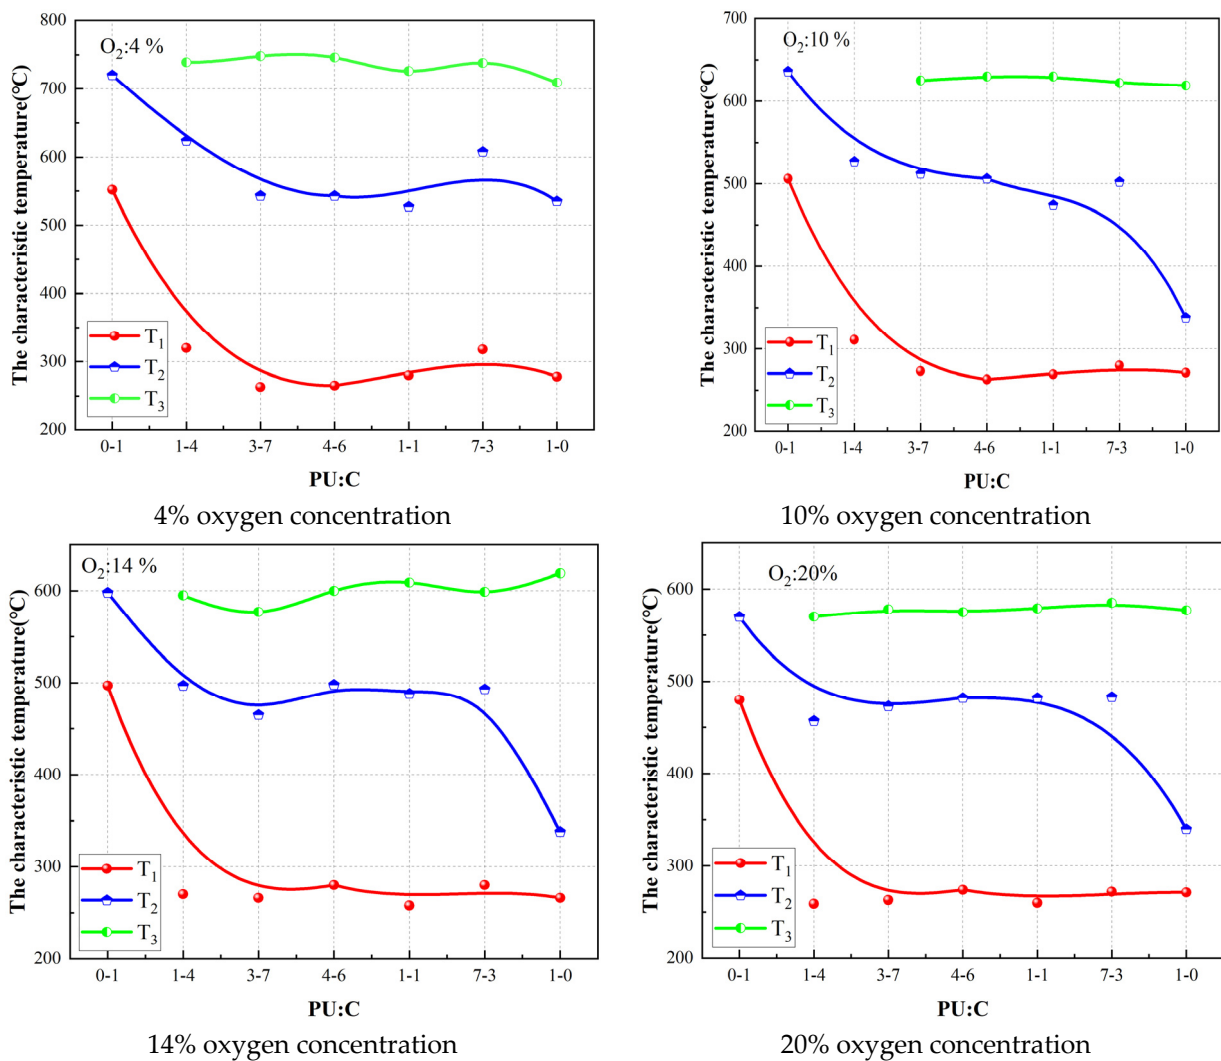 O2:4 %
The characteristic temperature(℃)
800
700
600
500
400
300
200
T1
T2
T3
0-1 1-4 3-7 4-6 1-1 7-3 1-0
PU:C
4% oxygen concentration
O2:10 %
The characteristic temperature(℃)
700
600
500
400
300
200
T1
T2
T3
0-1 1-4 3-7 4-6 1-1 7-3 1-0
PU:C
10% oxygen concentration
O2:14 %
The characteristic temperature(℃)
600
500
400
300
200
T1
T2
T3
0-1 1-4 3-7 4-6 1-1 7-3 1-0
PU:C
14% oxygen concentration
O2:20%
The characteristic temperature(℃)
600
500
400
300
200
T1
T2
T3
0-1 1-4 3-7 4-6 1-1 7-3 1-0
PU:C
20% oxygen concentration